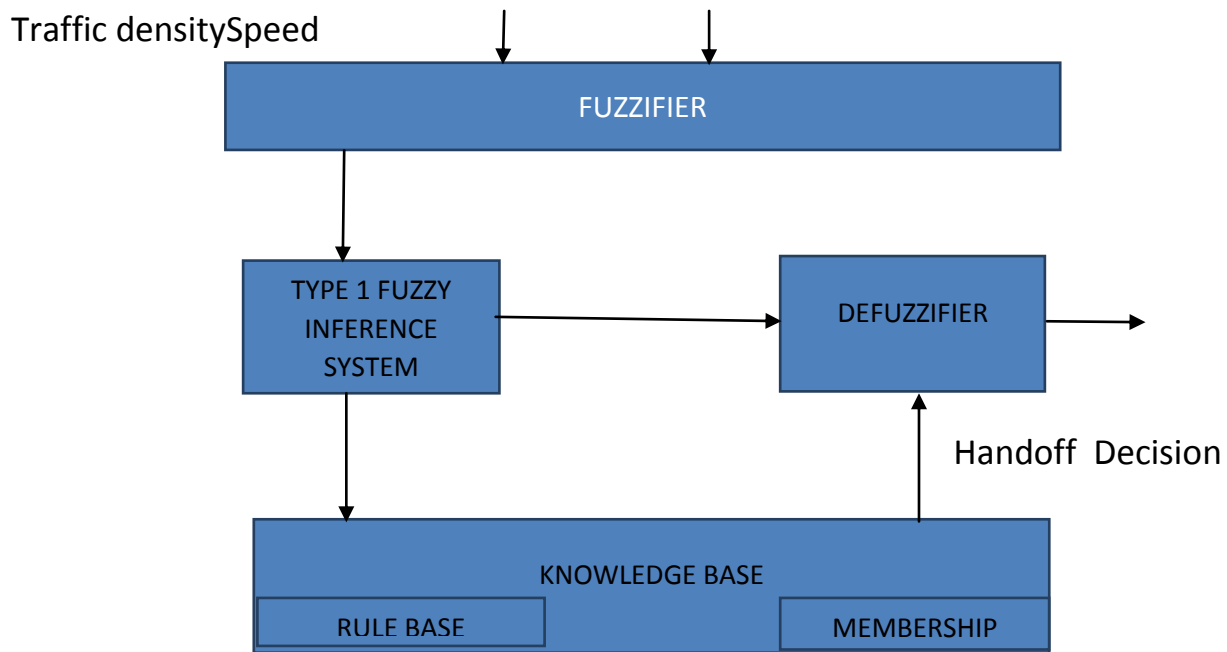 Traffic densitySpeed
FUZZIFIER
TYPE 1 FUZZY
INFERENCE
SYSTEM
DEFUZZIFIER
Handoff Decision
KNOWLEDGE BASE
RULE BASE
MEMBERSHIP